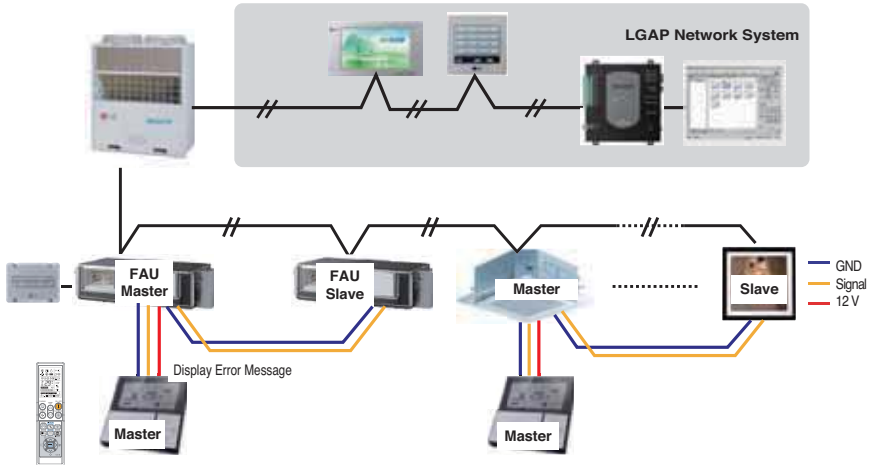 LGAP Network System
FAU
Master
FAU
Slave
Master
Slave
GND
Signal
12 V
Display Error Message
Master
Master